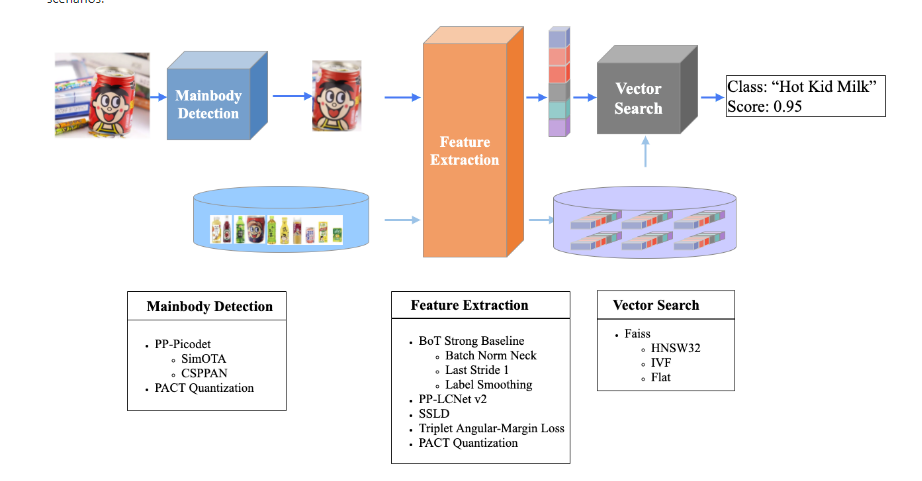 scenarios.
Mainbody
Detection
Feature
Extraction
Vector
Search
Class: “Hot Kid Milk”
Score: 0.95
Mainbody Detection
• PP-Picodet
◦ SimOTA
◦ CSPPAN
• PACT Quantization
Feature Extraction
• BoT Strong Baseline
◦ Batch Norm Neck
◦ Last Stride 1
◦ Label Smoothing
• PP-LCNet v2
• SSLD
• Triplet Angular-Margin Loss
• PACT Quantization
Vector Search
• Faiss
◦ HNSW32
◦ IVF
◦ Flat